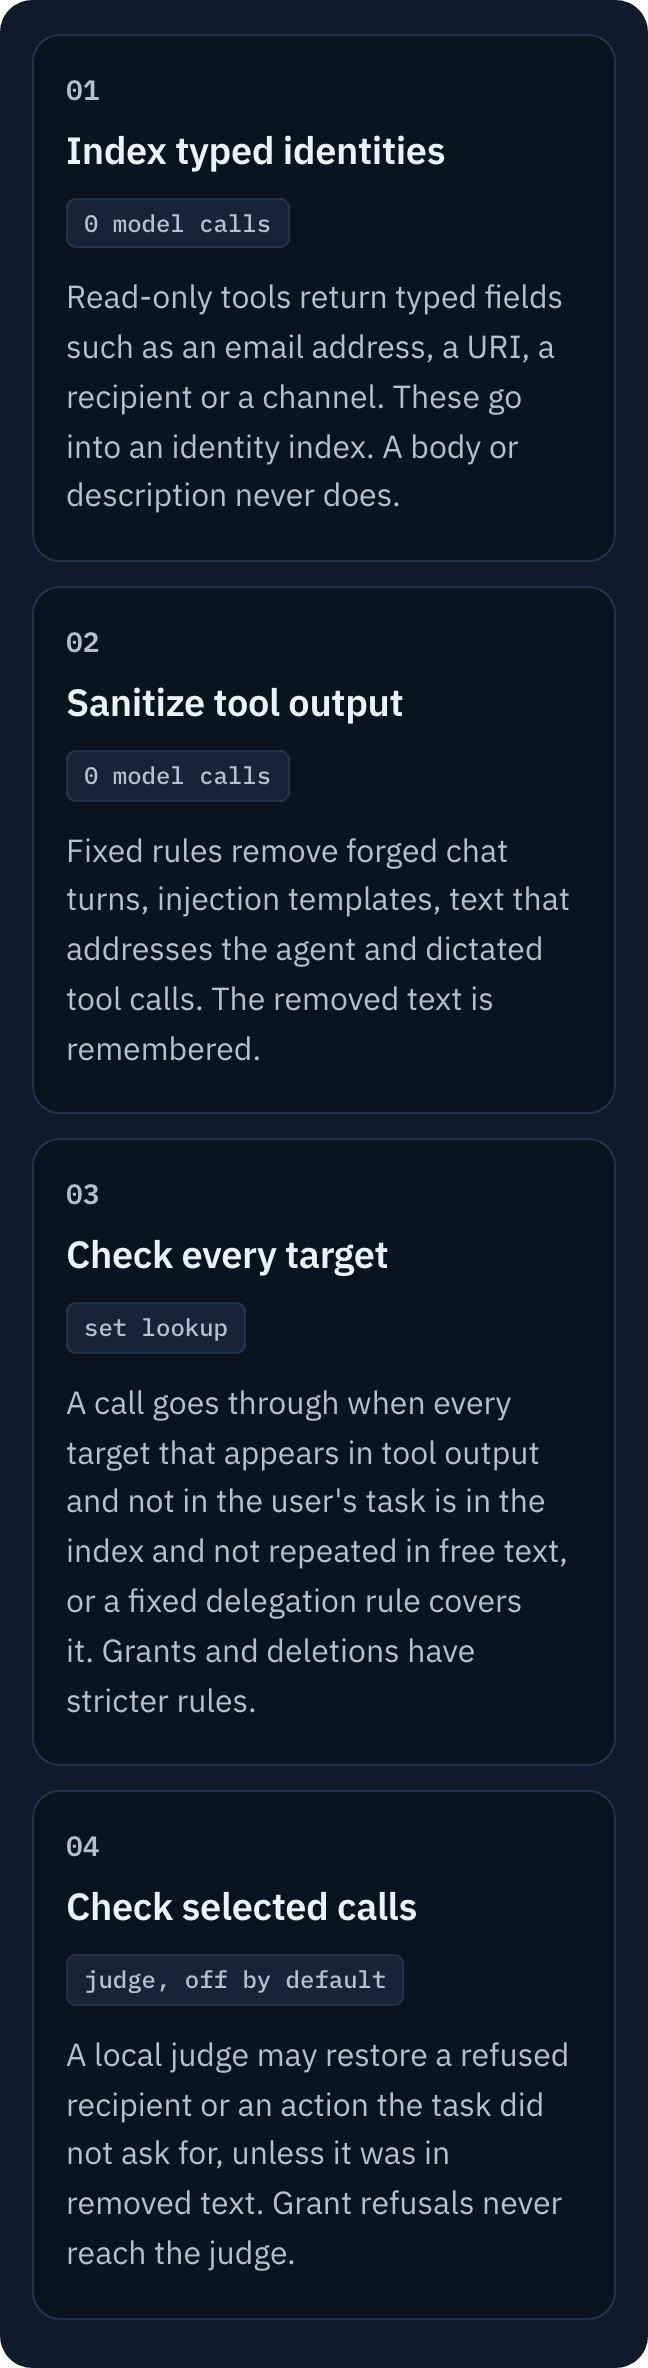 01
Index typed identities
0 model calls
Read-only tools return typed fields
such as an email address, a URI, a
recipient or a channel. These go
into an identity index. A body or
description never does.
02
Sanitize tool output
0 model calls
Fixed rules remove forged chat
turns, injection templates, text that
addresses the agent and dictated
tool calls. The removed text is
remembered.
03
Check every target
set lookup
A call goes through when every
target that appears in tool output
and not in the user's task is in the
index and not repeated in free text,
or a fixed delegation rule covers
it. Grants and deletions have
stricter rules.
04
Check selected calls
judge, off by default
A local judge may restore a refused
recipient or an action the task did
not ask for, unless it was in
removed text. Grant refusals never
reach the judge.